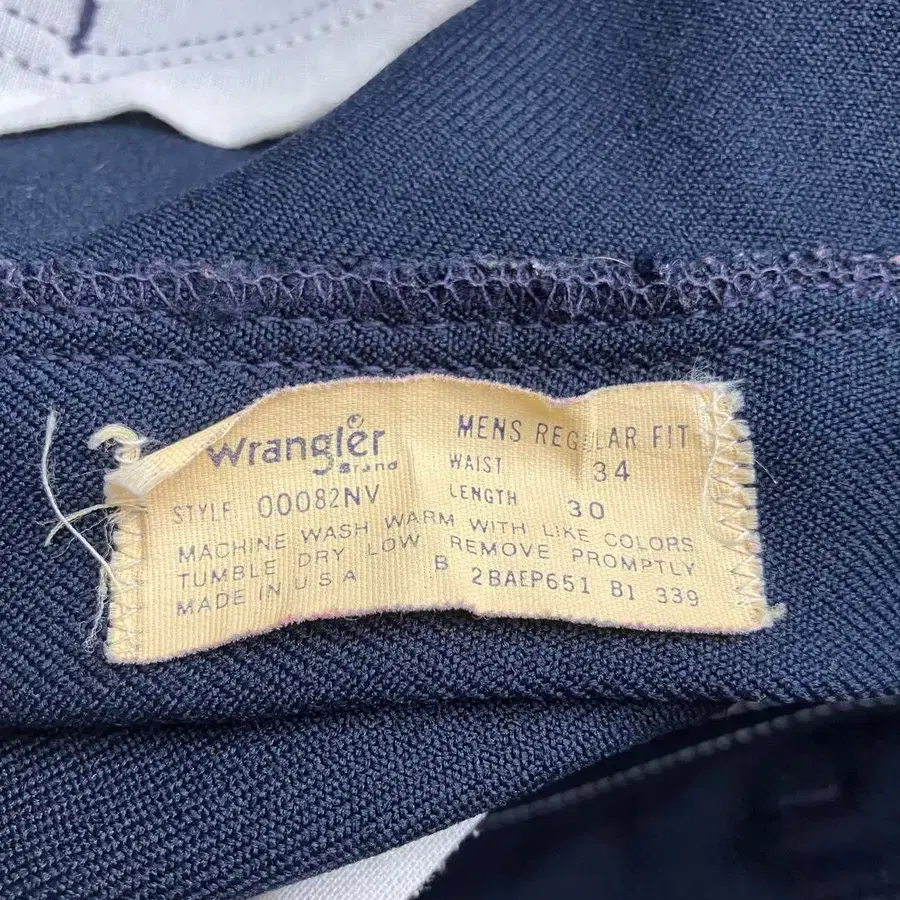 Wrangler
Brand
MENS REGULAR FIT
WAIST 34
LENGTH 30
STYLE 00082NV
MACHINE WASH WARM WITH LIKE COLORS
TUMBLE DRY LOW REMOVE PROMPTLY
MADE IN U.S.A B 2BAEP651 B1 339